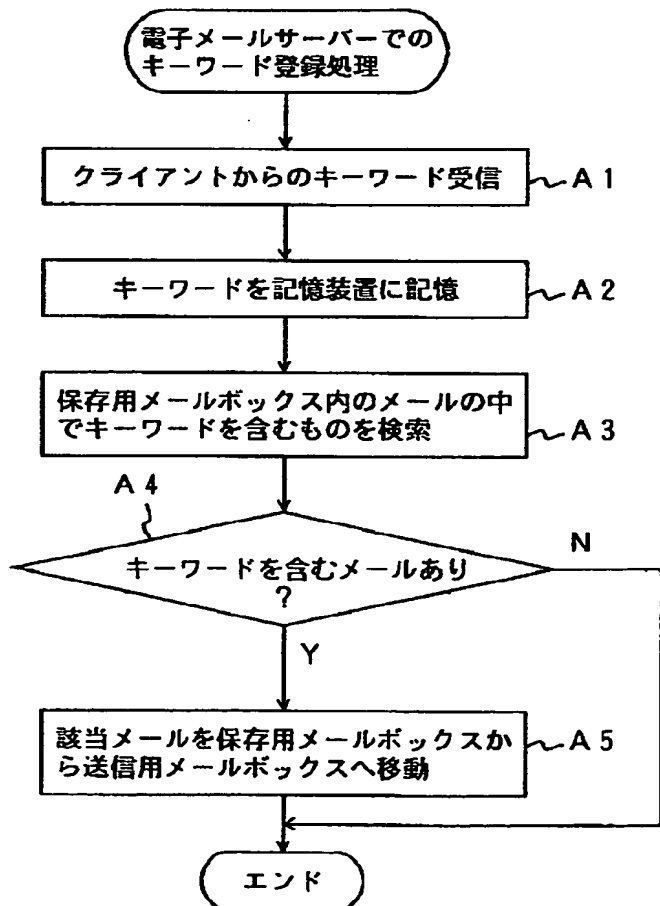 電子メールサーバーでの
キーワード登録処理
クライアントからのキーワード受信
A1
キーワードを記憶装置に記憶
A2
保存用メールボックス内のメールの中
でキーワードを含むものを検索
A3
A4
キーワードを含むメールあり
?
N
Y
該当メールを保存用メールボックスか
ら送信用メールボックスへ移動
A5
エンド